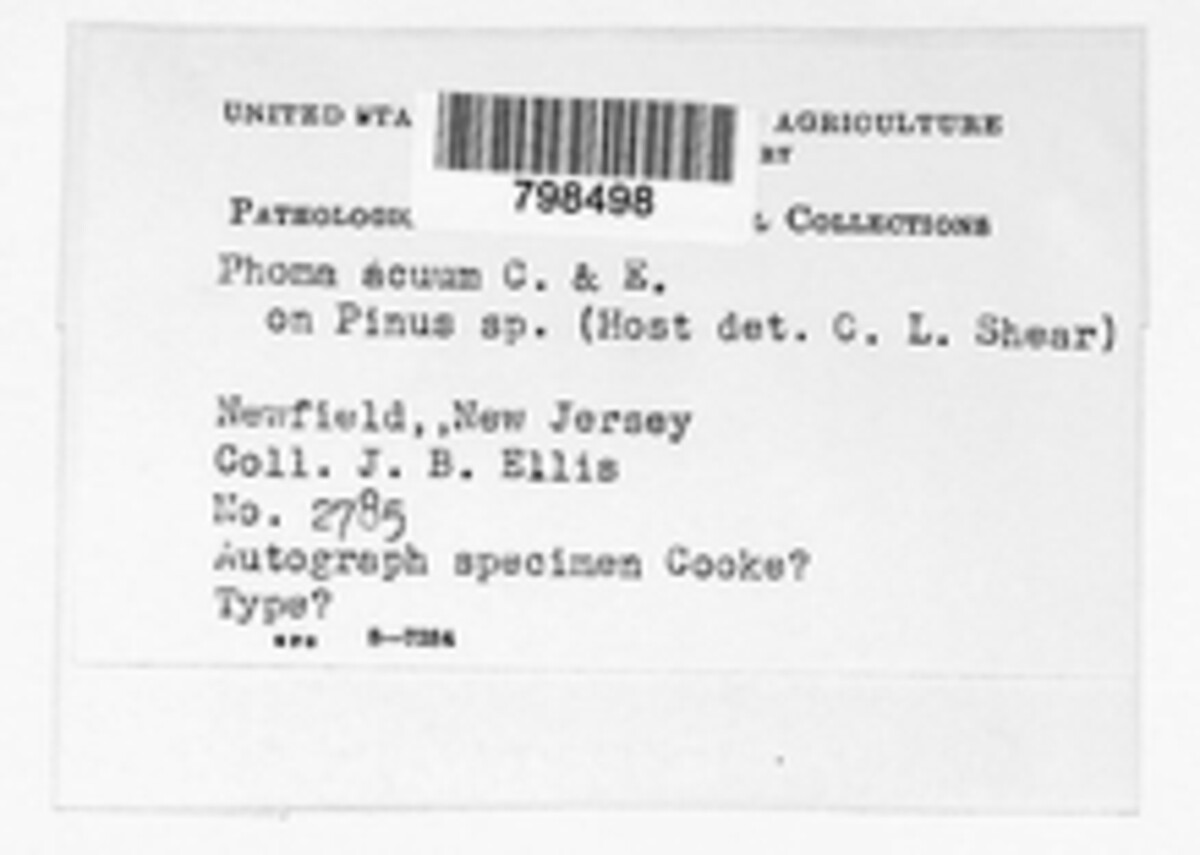 UNITED STA AGRICULTURE
798498
PATHOLOGIC L COLLECTIONS
Phoma acuum C. & E.
on Pinus sp. (Host det. C. L. Shear)
Newfield,,New Jersey
Coll. J. B. Ellis
No. 2785
Autograph specimen Cooke?
Type?